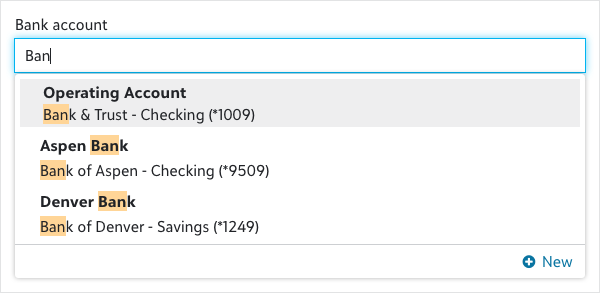 Bank account
Ban
Operating Account
Bank & Trust - Checking (*1009)
Aspen Bank
Bank of Aspen - Checking (*9509)
Denver Bank
Bank of Denver - Savings (*1249)
New